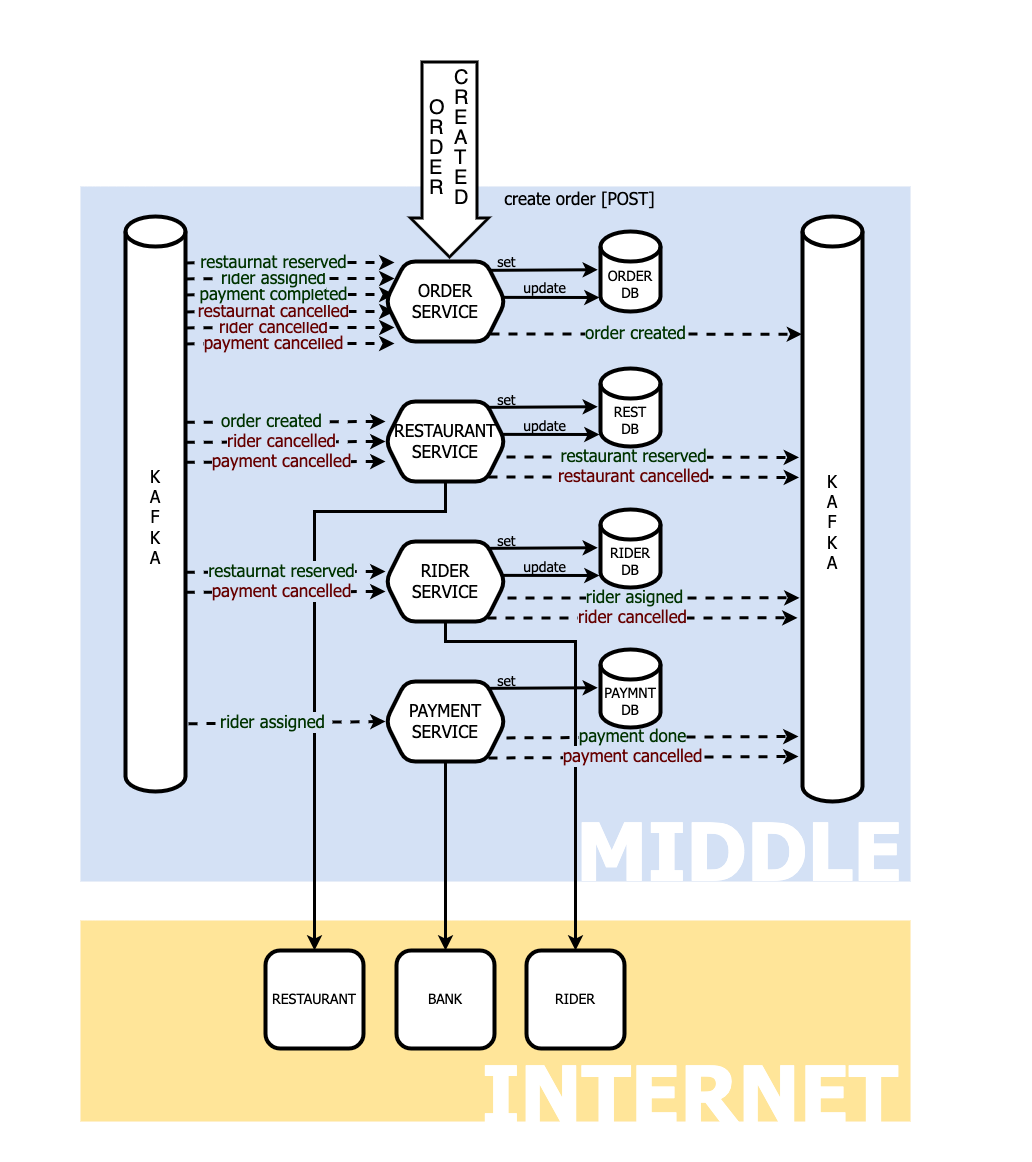 CREATED
ORDER
create order [POST]
restaurnat reserved
rider assigned
payment completed
restaurnat cancelled
rider cancelled
payment cancelled
ORDER
SERVICE
set
update
ORDER
DB
order created
order created
rider cancelled
payment cancelled
RESTAURANT
SERVICE
set
update
REST
DB
restaurant reserved
restaurant cancelled
KAFKA
KAFKA
restaurnat reserved
payment cancelled
RIDER
SERVICE
set
update
RIDER
DB
rider asigned
rider cancelled
rider assigned
PAYMENT
SERVICE
set
PAYMNT
DB
payment done
payment cancelled
MIDDLE
RESTAURANT
BANK
RIDER
INTERNET